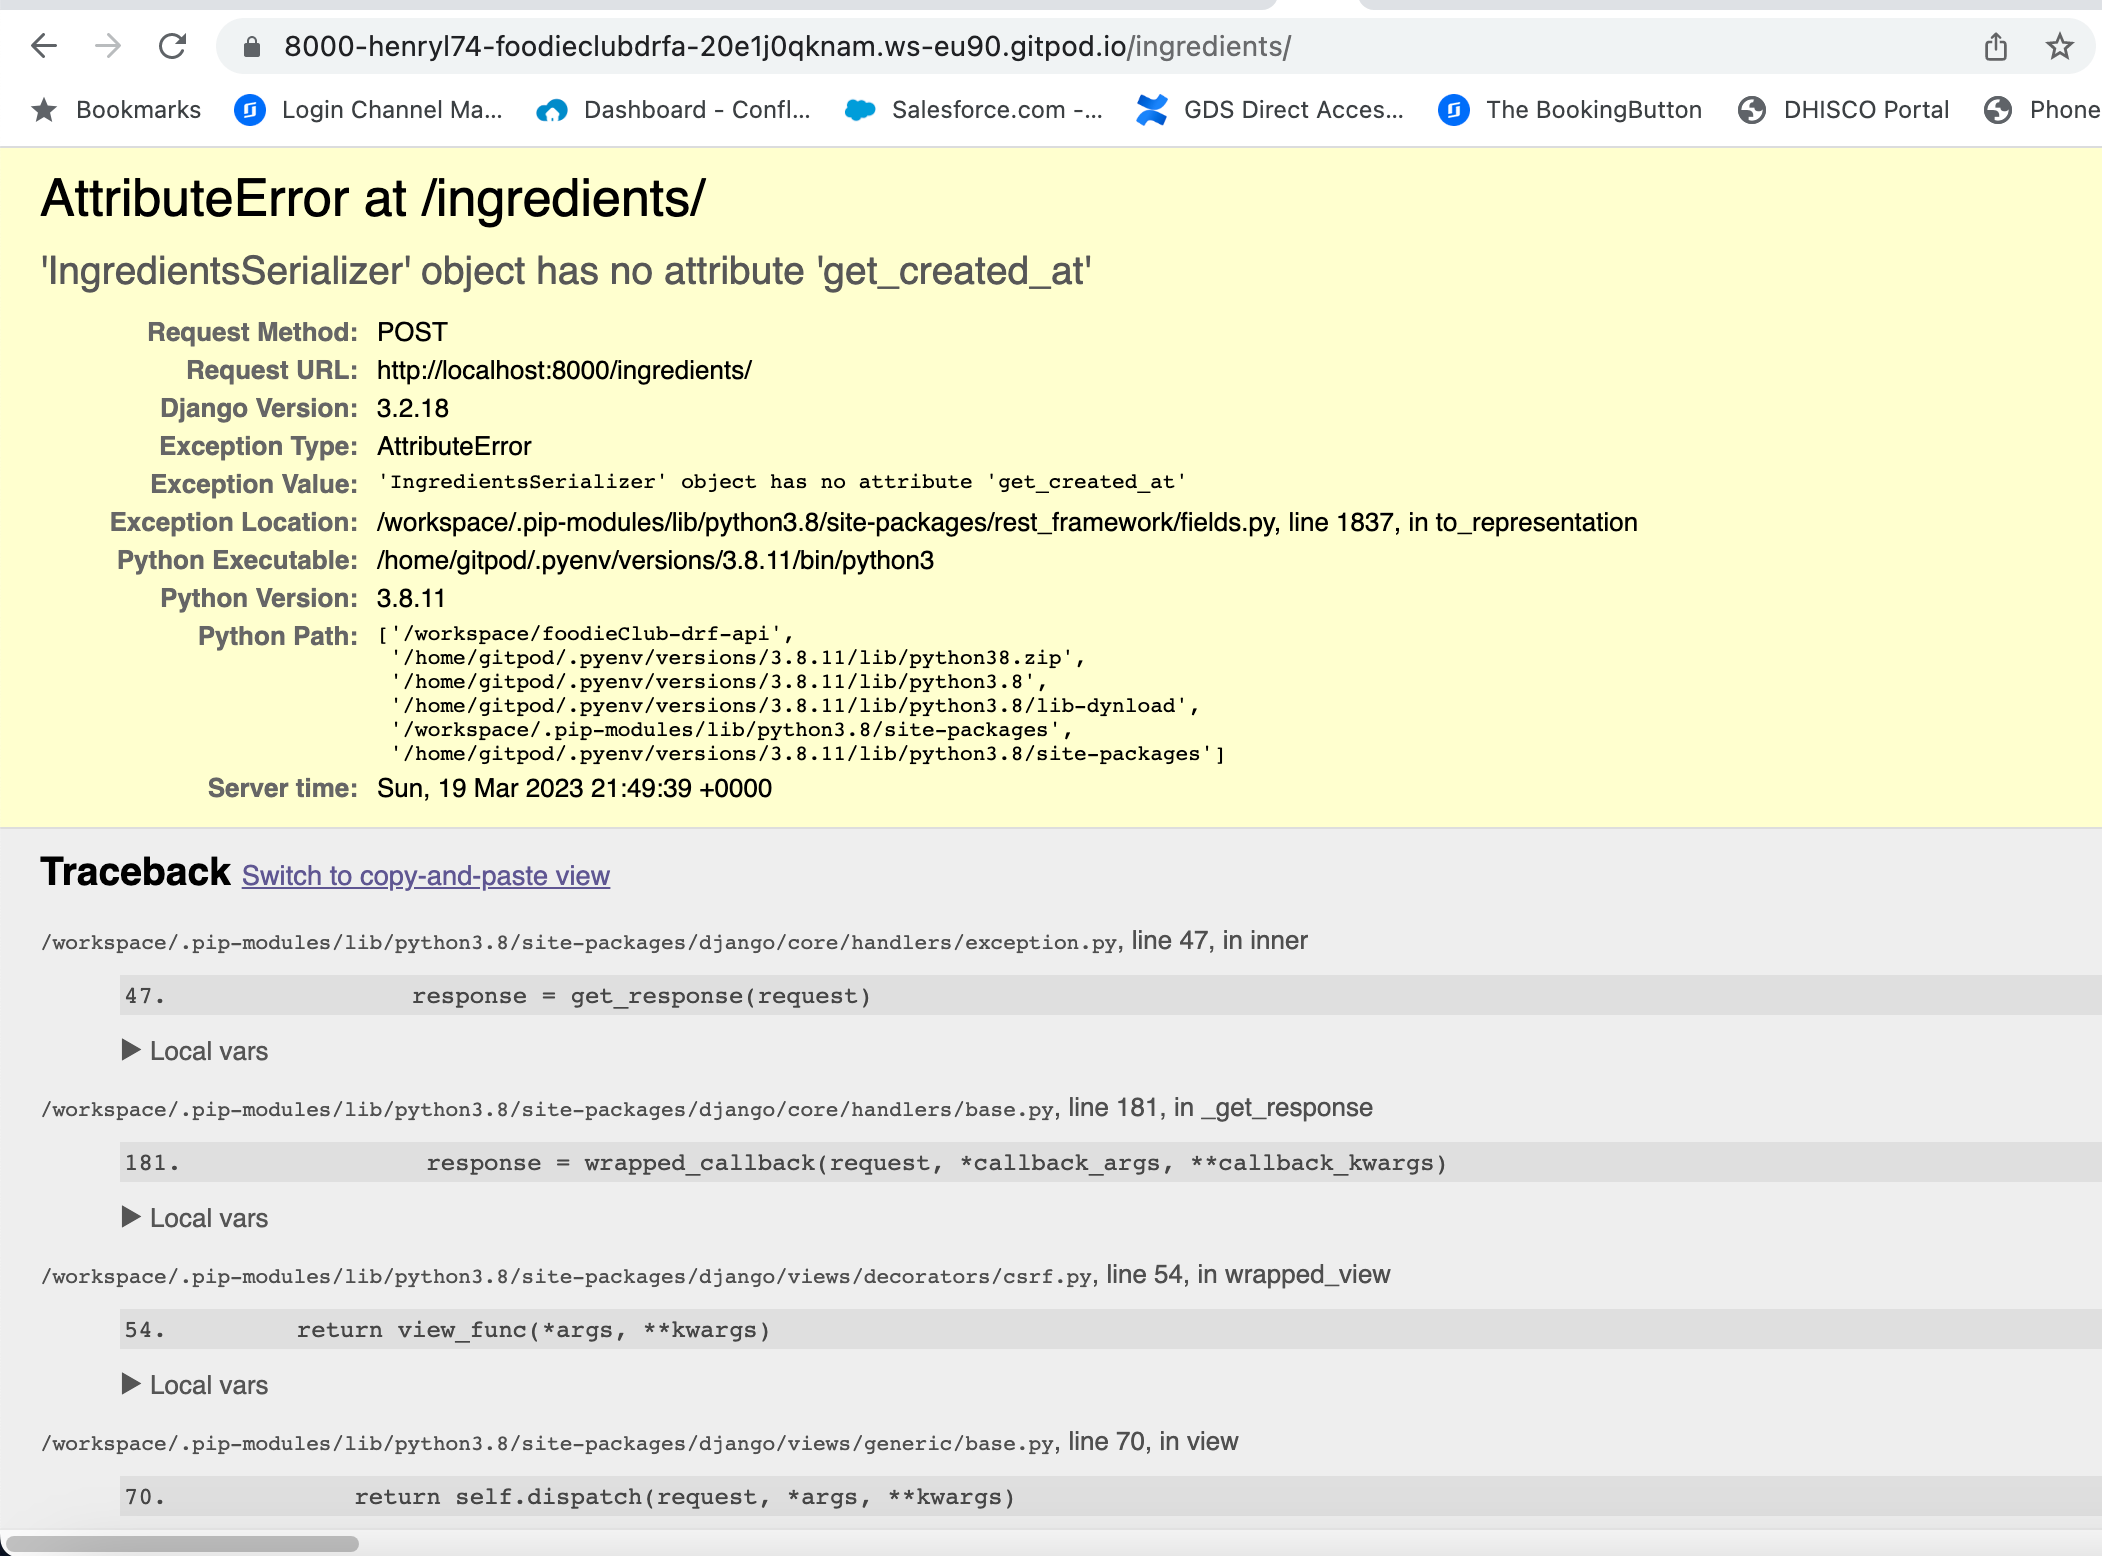 8000-henryl74-foodieclubdrfa-20e1j0qknam.ws-eu90.gitpod.io/ingredients/
Bookmarks Login Channel Ma... Dashboard - Confl... Salesforce.com -... GDS Direct Acces... The BookingButton DHISCO Portal Phone
AttributeError at /ingredients/
'IngredientsSerializer' object has no attribute 'get_created_at'
Request Method: POST
Request URL: http://localhost:8000/ingredients/
Django Version: 3.2.18
Exception Type: AttributeError
Exception Value: 'IngredientsSerializer' object has no attribute 'get_created_at'
Exception Location: /workspace/.pip-modules/lib/python3.8/site-packages/rest_framework/fields.py, line 1837, in to_representation
Python Executable: /home/gitpod/.pyenv/versions/3.8.11/bin/python3
Python Version: 3.8.11
Python Path: ['/workspace/foodieClub-drf-api',
'/home/gitpod/.pyenv/versions/3.8.11/lib/python38.zip',
'/home/gitpod/.pyenv/versions/3.8.11/lib/python3.8',
'/home/gitpod/.pyenv/versions/3.8.11/lib/python3.8/lib-dynload',
'/workspace/.pip-modules/lib/python3.8/site-packages',
'/home/gitpod/.pyenv/versions/3.8.11/lib/python3.8/site-packages']
Server time: Sun, 19 Mar 2023 21:49:39 +0000
Traceback Switch to copy-and-paste view
/workspace/.pip-modules/lib/python3.8/site-packages/django/core/handlers/exception.py, line 47, in inner
47. response = get_response(request)
▶ Local vars
/workspace/.pip-modules/lib/python3.8/site-packages/django/core/handlers/base.py, line 181, in _get_response
181. response = wrapped_callback(request, *callback_args, **callback_kwargs)
▶ Local vars
/workspace/.pip-modules/lib/python3.8/site-packages/django/views/decorators/csrf.py, line 54, in wrapped_view
54. return view_func(*args, **kwargs)
▶ Local vars
/workspace/.pip-modules/lib/python3.8/site-packages/django/views/generic/base.py, line 70, in view
70. return self.dispatch(request, *args, **kwargs)